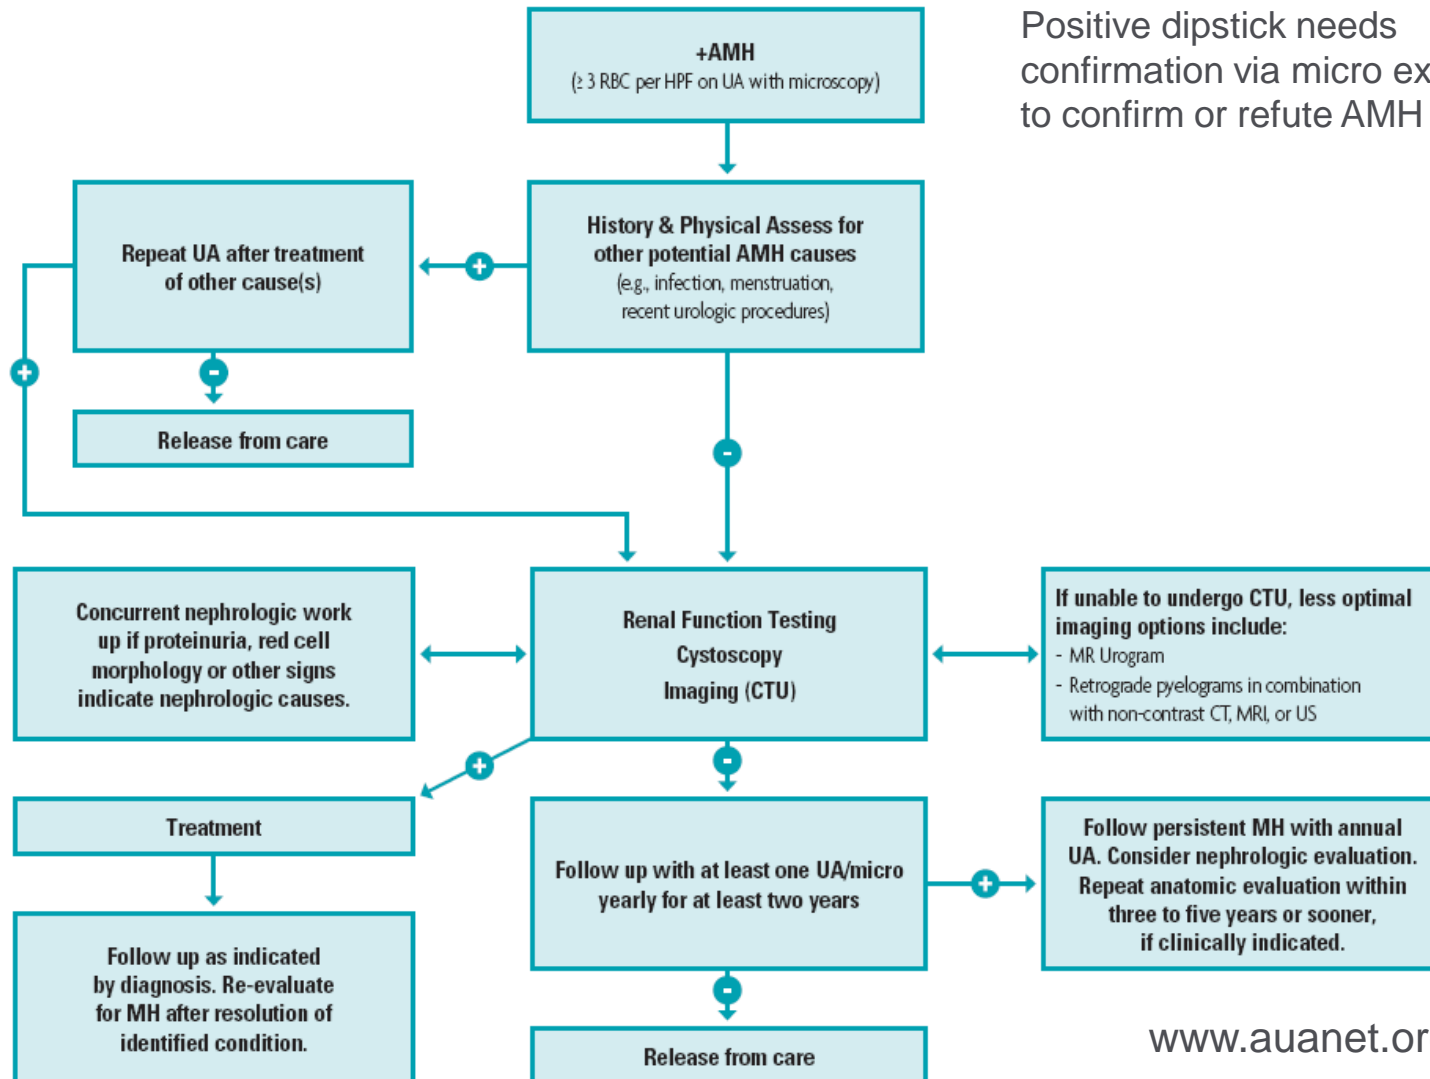 Positive dipstick needs
confirmation via micro ex
to confirm or refute AMH
+AMH
(≥3 RBC per HPF on UA with microscopy)
History & Physical Assess for
other potential AMH causes
(e.g., infection, menstruation,
recent urologic procedures)
+
Repeat UA after treatment
of other cause(s)
+
-
Release from care
-
Concurrent nephrologic work
up if proteinuria, red cell
morphology or other signs
indicate nephrologic causes.
Renal Function Testing
Cystoscopy
Imaging (CTU)
If unable to undergo CTU, less optimal
imaging options include:
- MR Urogram
- Retrograde pyelograms in combination
with non-contrast CT, MRI, or US
+
-
Treatment
Follow up with at least one UA/micro
yearly for at least two years
+
Follow persistent MH with annual
UA. Consider nephrologic evaluation.
Repeat anatomic evaluation within
three to five years or sooner,
if clinically indicated.
Follow up as indicated
by diagnosis. Re-evaluate
for MH after resolution of
identified condition.
-
Release from care
www.auanet.or